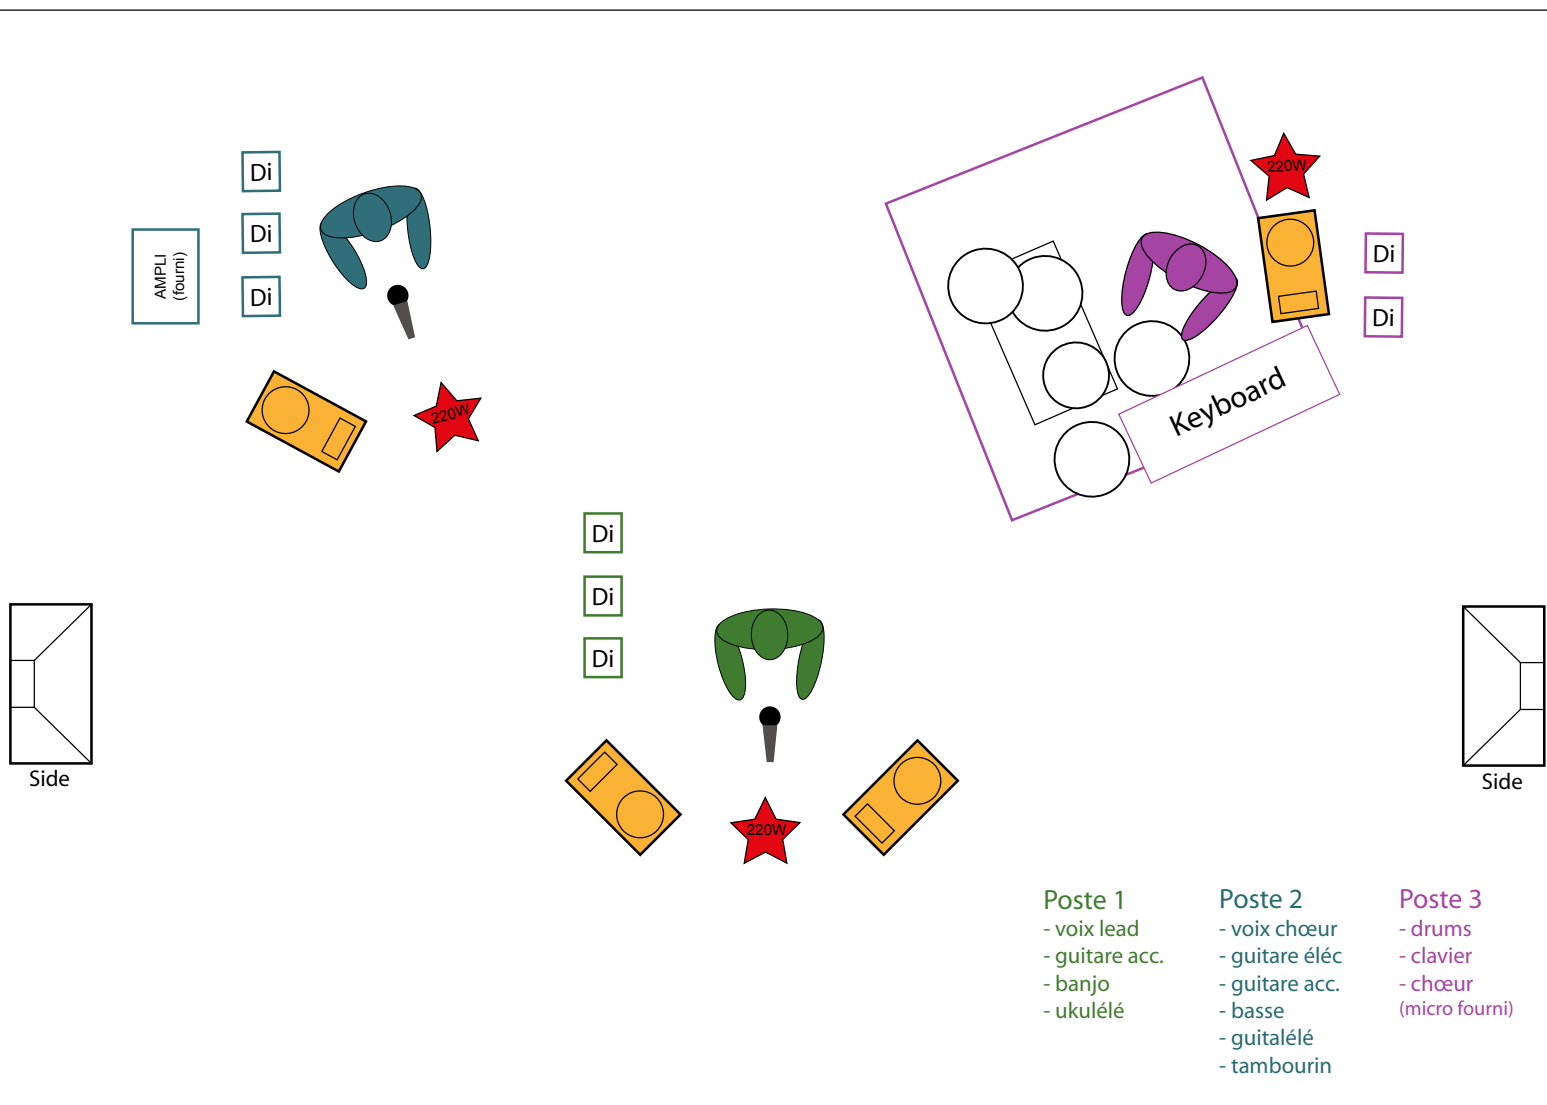 220W
Di
Di
Di
AMPLI
(fourni)
Di
Di
220W
Keyboard
Di
Di
Di
Side
Side
220W
Poste 1
- voix lead
- guitare acc.
- banjo
- ukulélé
Poste 2
- voix chœur
- guitare éléc
- guitare acc.
- basse
- guitalélé
- tambourin
Poste 3
- drums
- clavier
- chœur
(micro fourni)